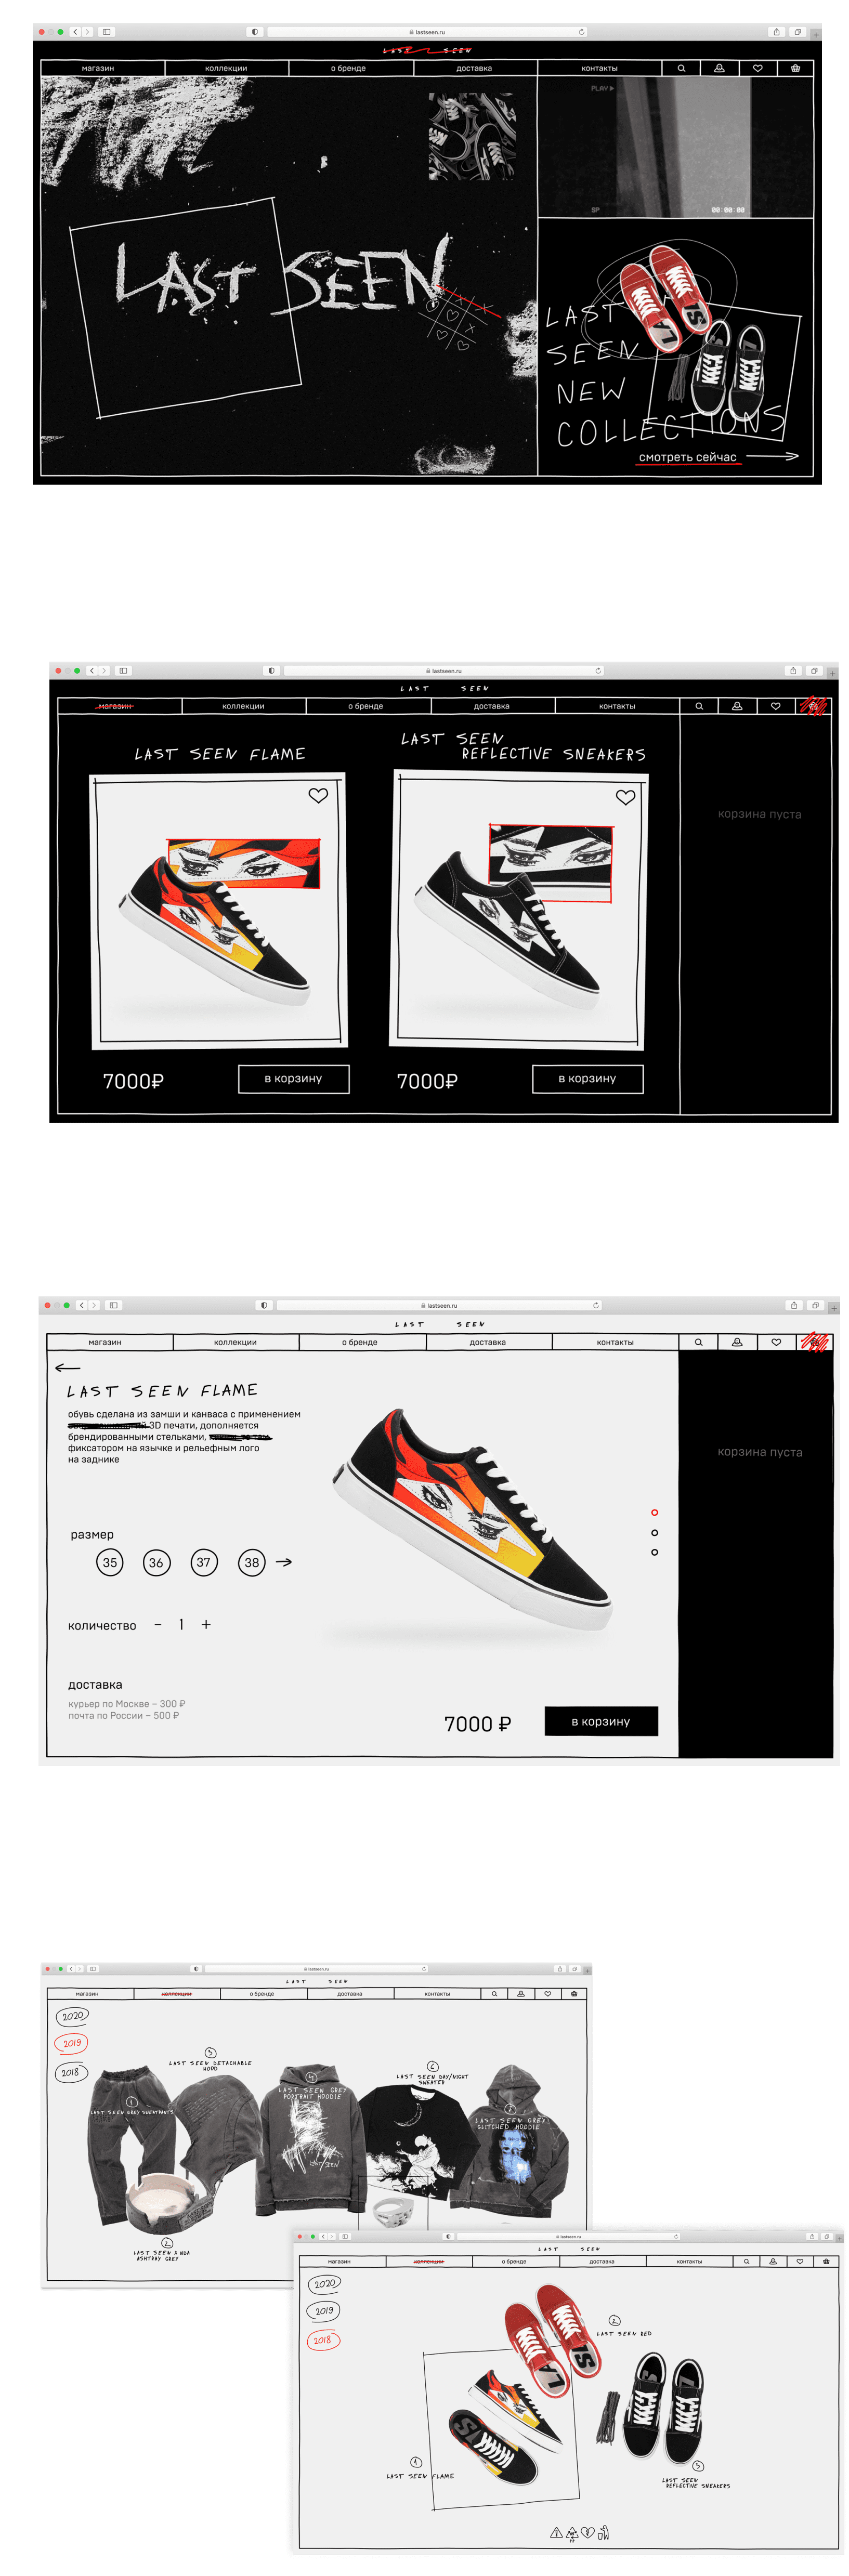 lastseen.ru
LAST SEEN
магазин коллекции о бренде доставка контакты
PLAY
SP 00:00:00
LAST SEEN
LAST
SEEN
NEW
COLLECTIONS
смотреть сейчас
lastseen.ru
LAST SEEN
магазин коллекции о бренде доставка контакты
LAST SEEN FLAME
LAST SEEN
REFLECTIVE SNEAKERS
корзина пуста
7000₽ в корзину
7000₽ в корзину
lastseen.ru
LAST SEEN
магазин коллекции о бренде доставка контакты
LAST SEEN FLAME
обувь сделана из замши и канваса с применением
3D печати, дополняется
брендированными стельками,
фиксатором на язычке и рельефным лого
на заднике
корзина пуста
размер
35 36 37 38
количество - 1 +
доставка
курьер по Москве – 300 ₽
почта по России – 500 ₽
7000 ₽ в корзину
lastseen.ru
LAST SEEN
магазин коллекции о бренде доставка контакты
2020
2019
2018
1
LAST SEEN GREY SWEATPANTS
3
LAST SEEN DETACHABLE
HOOD
LAST SEEN GREY
PORTRAIT HOODIE
LAST SEEN
6
LAST SEEN DAY/NIGHT
SWEATER
LAST SEEN GREY
GLITCHED HOODIE
2
LAST SEEN X NOA
ASHTRAY GREY
lastseen.ru
LAST SEEN
магазин коллекции о бренде доставка контакты
2020
2019
2018
2
LAST SEEN RED
1
LAST SEEN FLAME
3
LAST SEEN
REFLECTIVE SNEAKERS